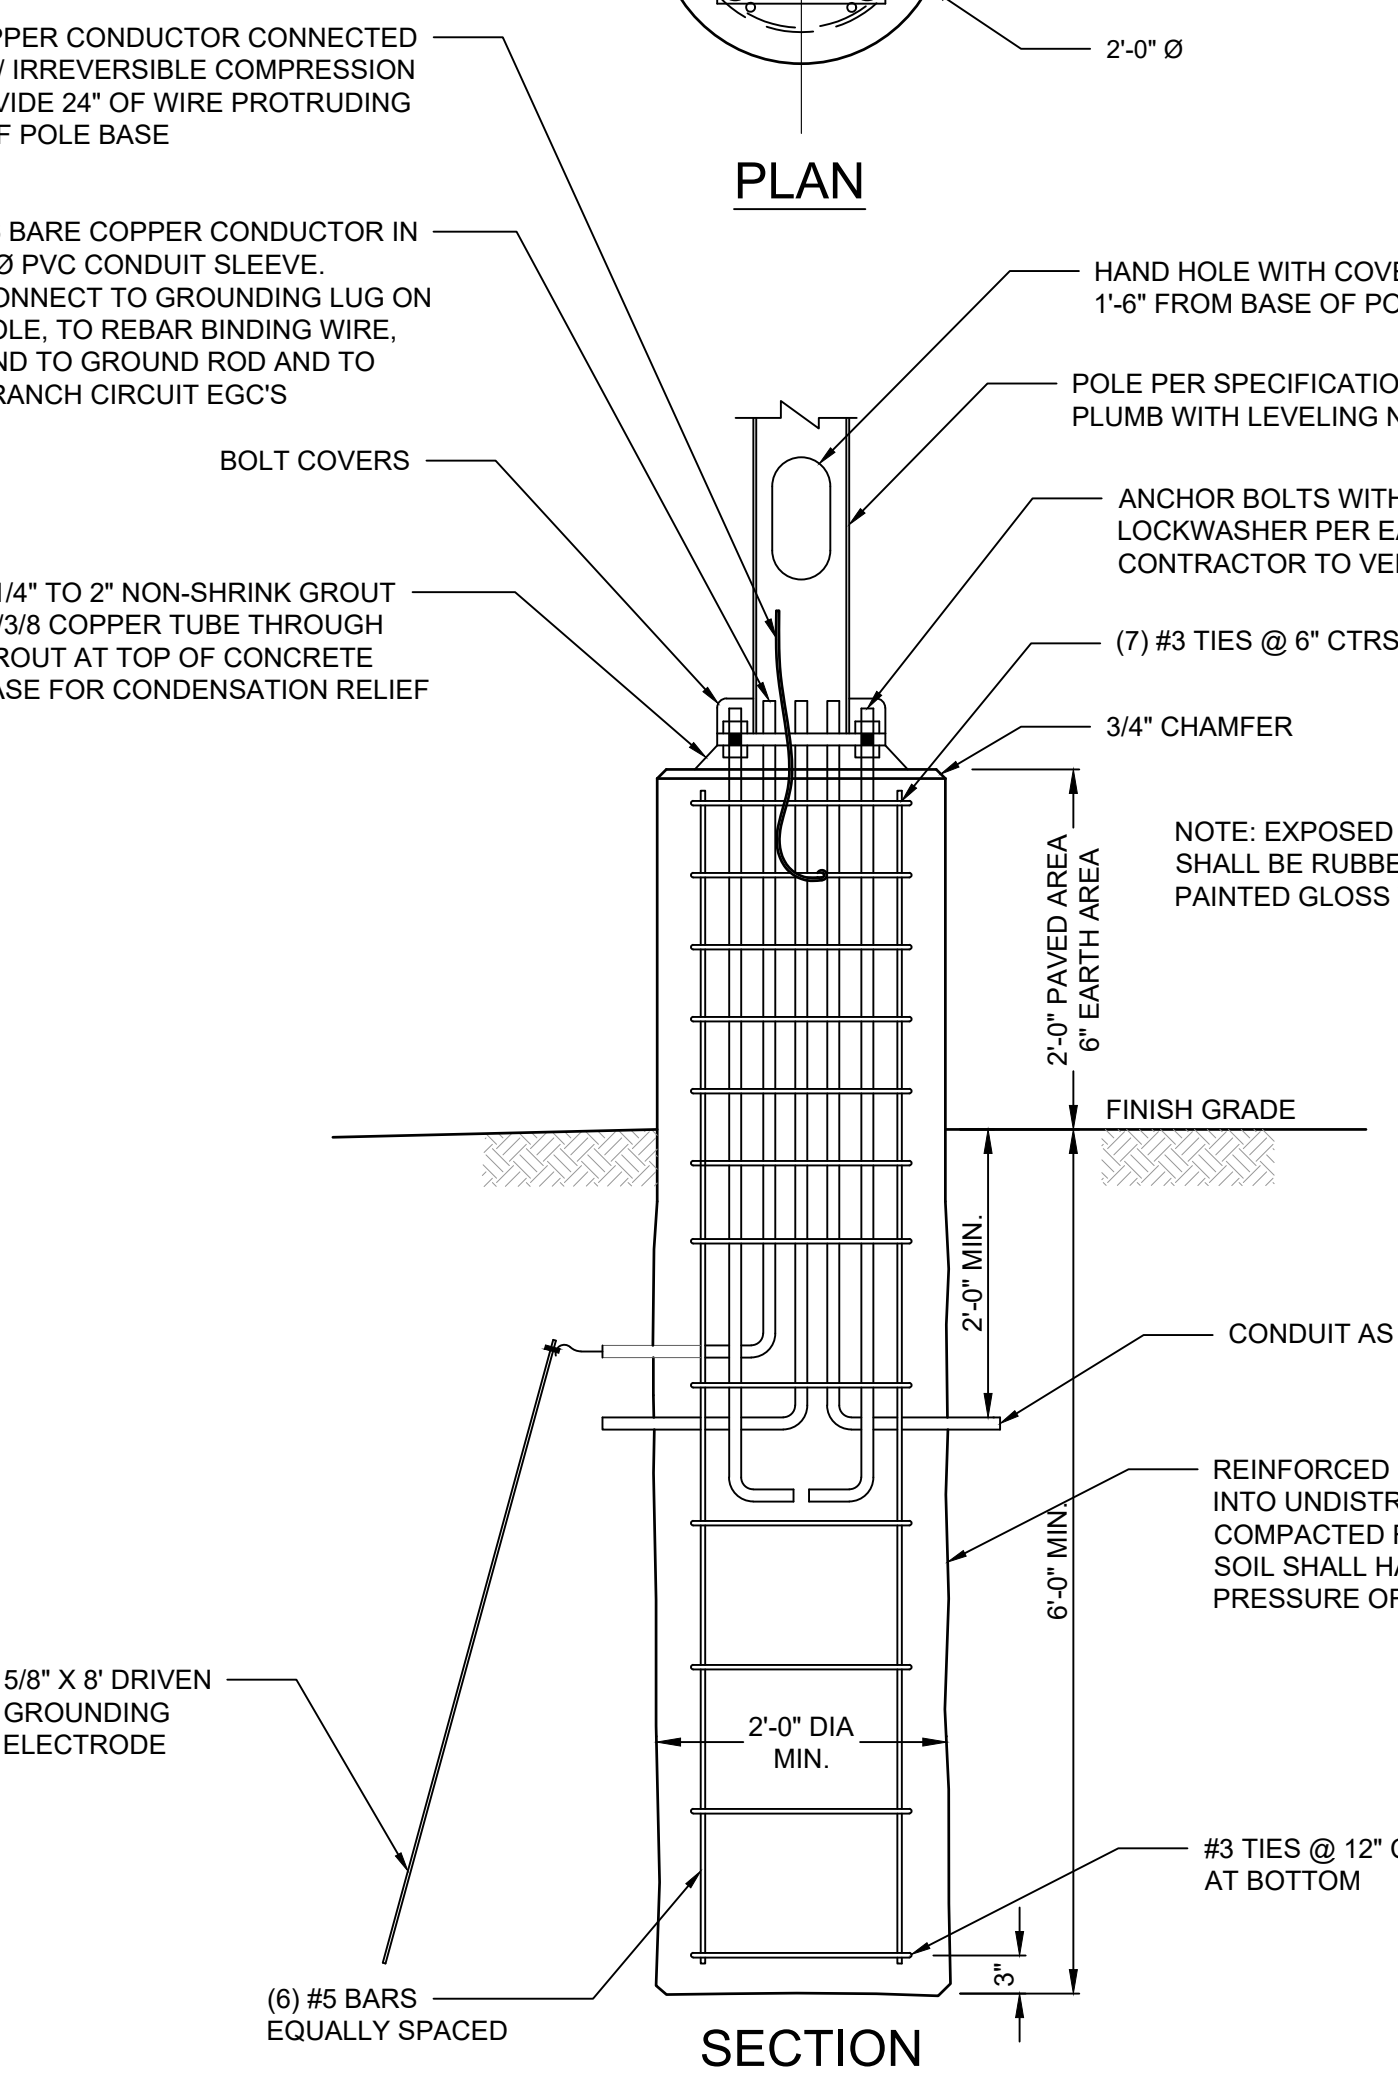 PPER CONDUCTOR CONNECTED
/ IRREVERSIBLE COMPRESSION
VIDE 24" OF WIRE PROTRUDING
F POLE BASE
2'-0" Ø
PLAN
BARE COPPER CONDUCTOR IN
Ø PVC CONDUIT SLEEVE.
ONNECT TO GROUNDING LUG ON
OLE, TO REBAR BINDING WIRE,
ND TO GROUND ROD AND TO
RANCH CIRCUIT EGC'S
HAND HOLE WITH COVE
1'-6" FROM BASE OF PO
POLE PER SPECIFICATIO
PLUMB WITH LEVELING N
BOLT COVERS
ANCHOR BOLTS WITH
LOCKWASHER PER EA
CONTRACTOR TO VE
1/4" TO 2" NON-SHRINK GROUT
/3/8 COPPER TUBE THROUGH
ROUT AT TOP OF CONCRETE
ASE FOR CONDENSATION RELIEF
(7) #3 TIES @ 6" CTRS
3/4" CHAMFER
NOTE: EXPOSED
SHALL BE RUBBE
PAINTED GLOSS
2'-0" PAVED AREA
6" EARTH AREA
FINISH GRADE
2'-0" MIN.
CONDUIT AS
REINFORCED
INTO UNDISTR
COMPACTED
SOIL SHALL HA
PRESSURE OF
6'-0" MIN.
5/8" X 8' DRIVEN
GROUNDING
ELECTRODE
2'-0" DIA
MIN.
#3 TIES @ 12"
AT BOTTOM
3"
(6) #5 BARS
EQUALLY SPACED
SECTION